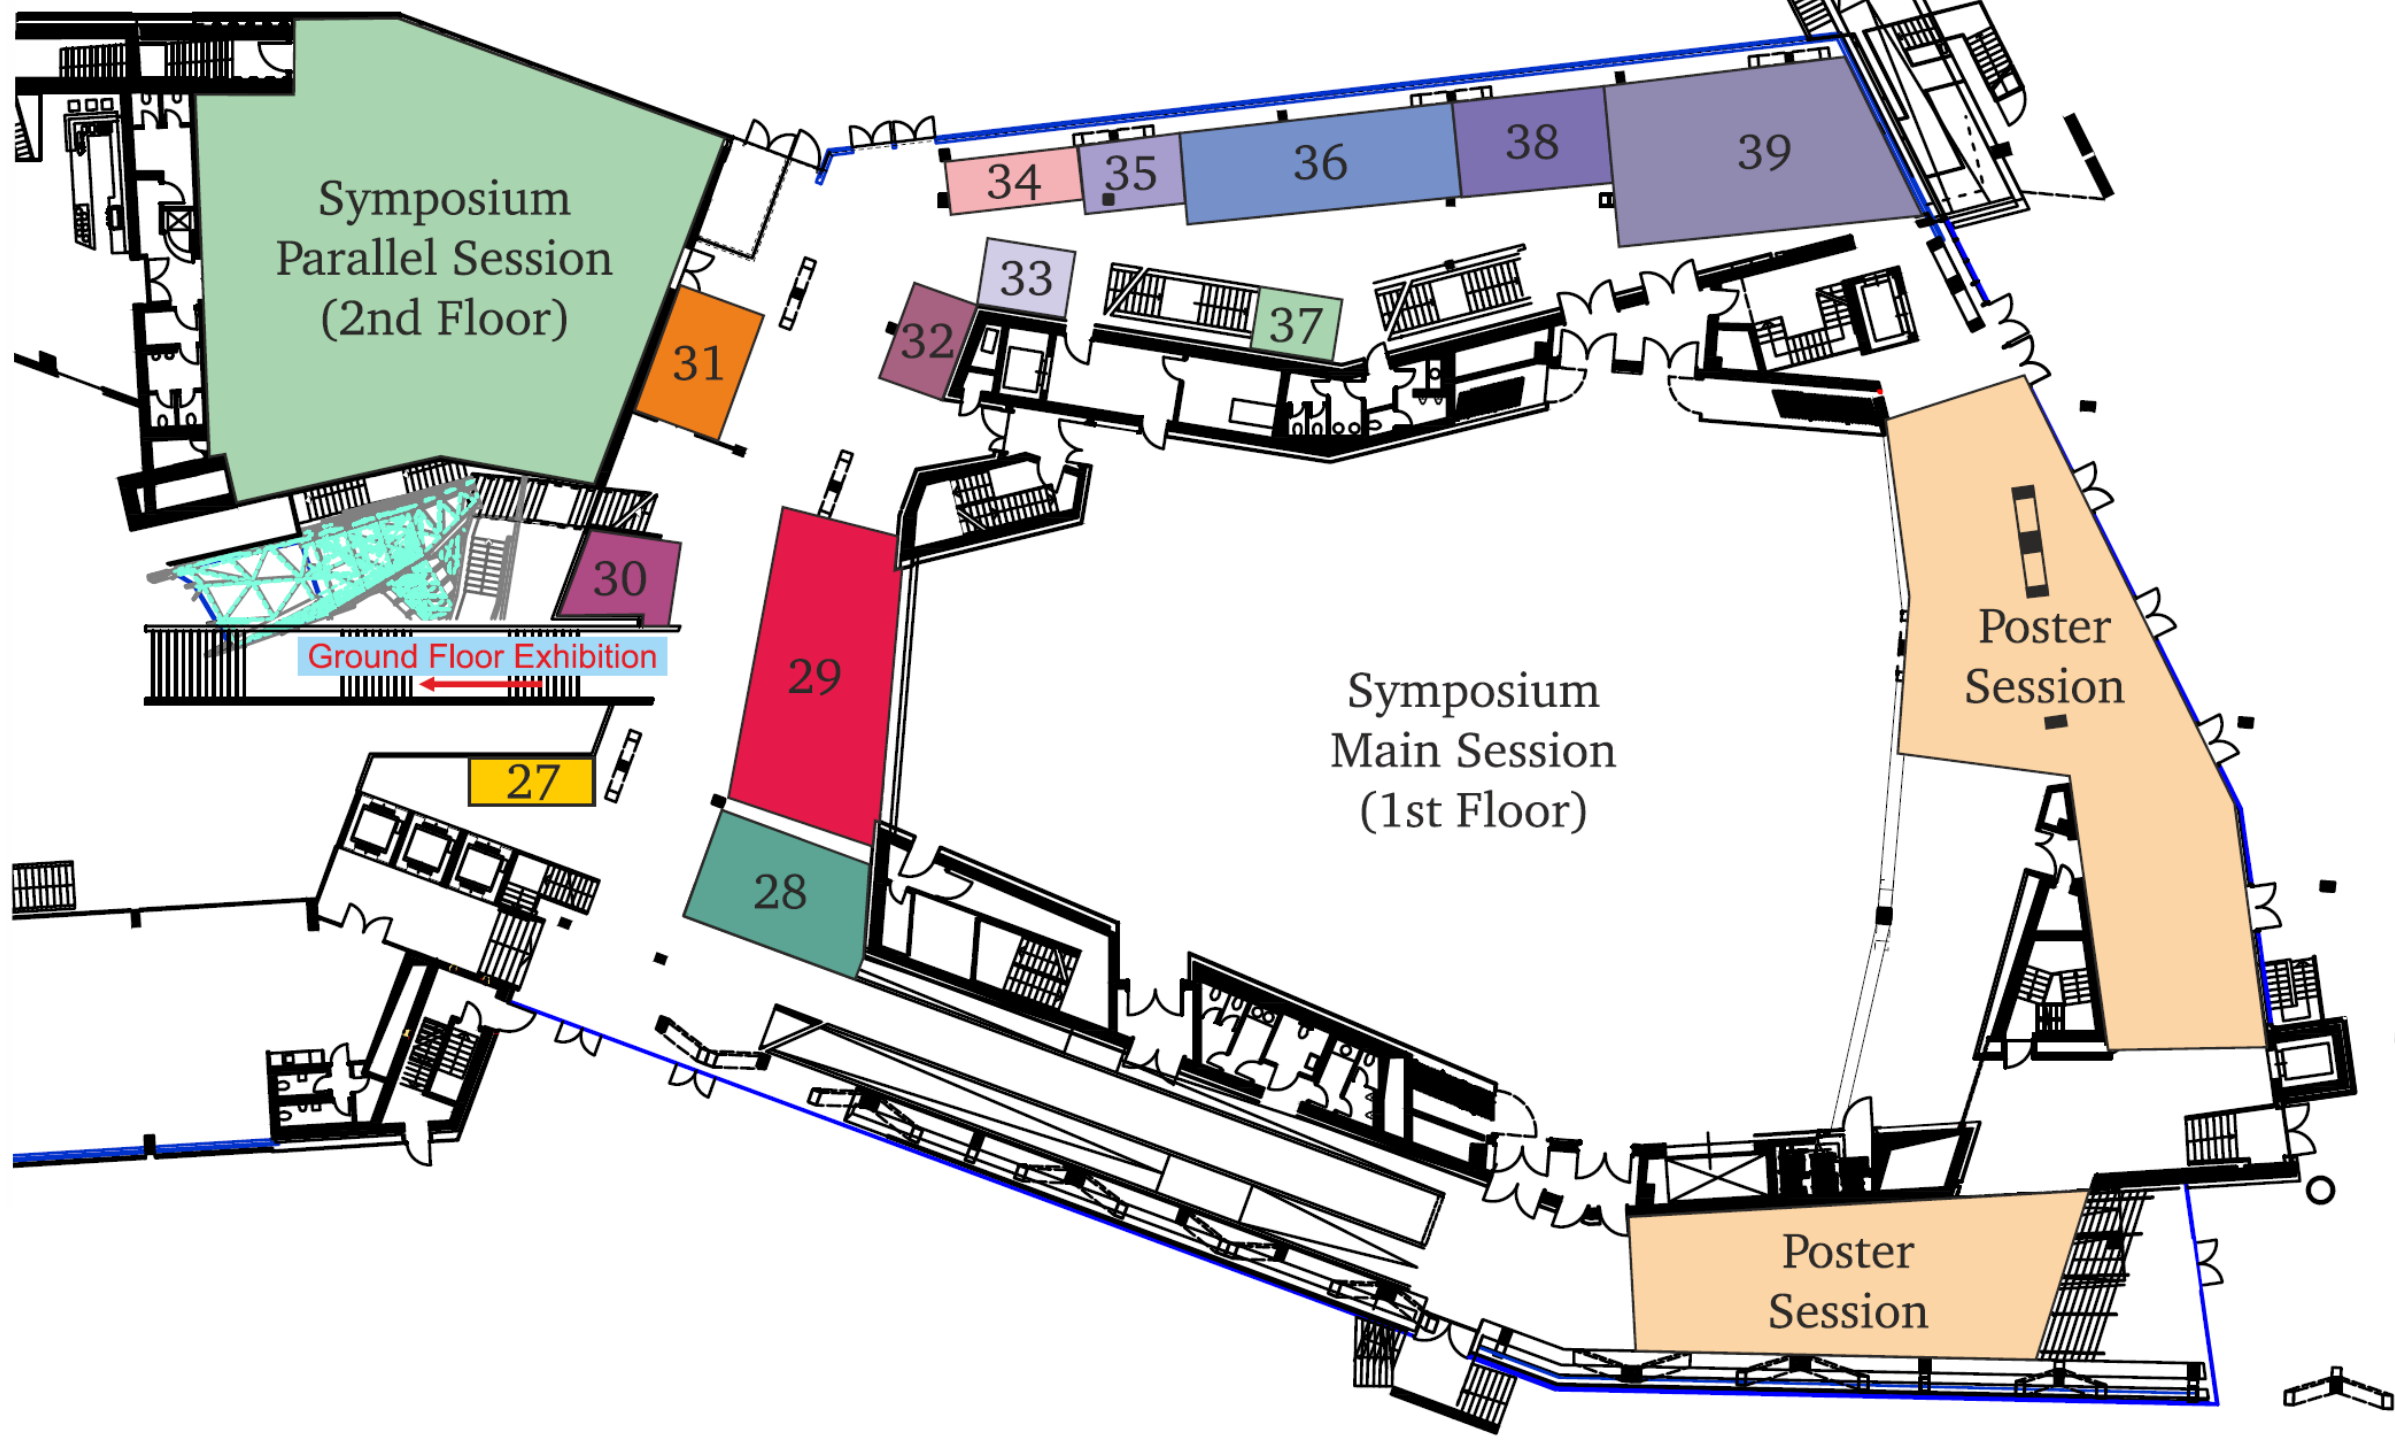 Symposium
Parallel Session
(2nd Floor)
34
35
36
38
39
33
32
37
31
30
Ground Floor Exhibition
29
27
28
Symposium
Main Session
(1st Floor)
Poster
Session
Poster
Session